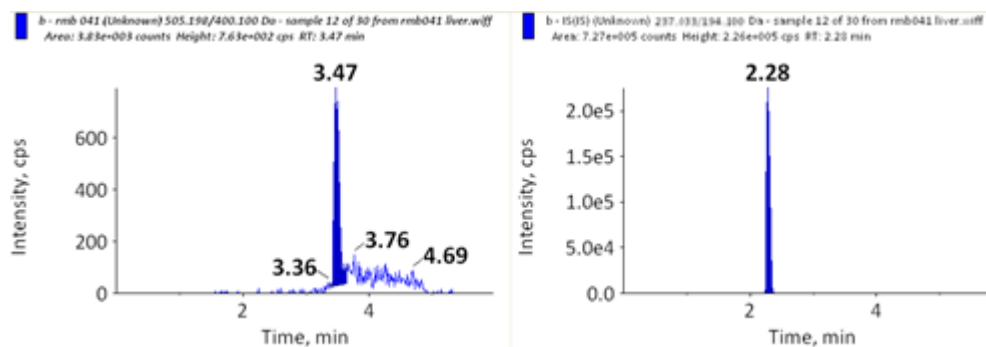 b - rmb 041 (Unknown) 505.198/400.100 Da - sample 12 of 30 from rmb041 liver.wiff
Area: 3.83e+003 counts Height: 7.63e+002 cps RT: 3.47 min
3.47
600
400
200
0
3.36
3.76
4.69
2
4
Intensity, cps
Time, min
b - IS(IS) (Unknown) 237.033/194.100 Da - sample 12 of 30 from rmb041 liver.wiff
Area: 7.27e+005 counts Height: 2.26e+005 cps RT: 2.28 min
2.28
2.0e5
1.5e5
1.0e5
5.0e4
0.0
2
4
Intensity, cps
Time, min